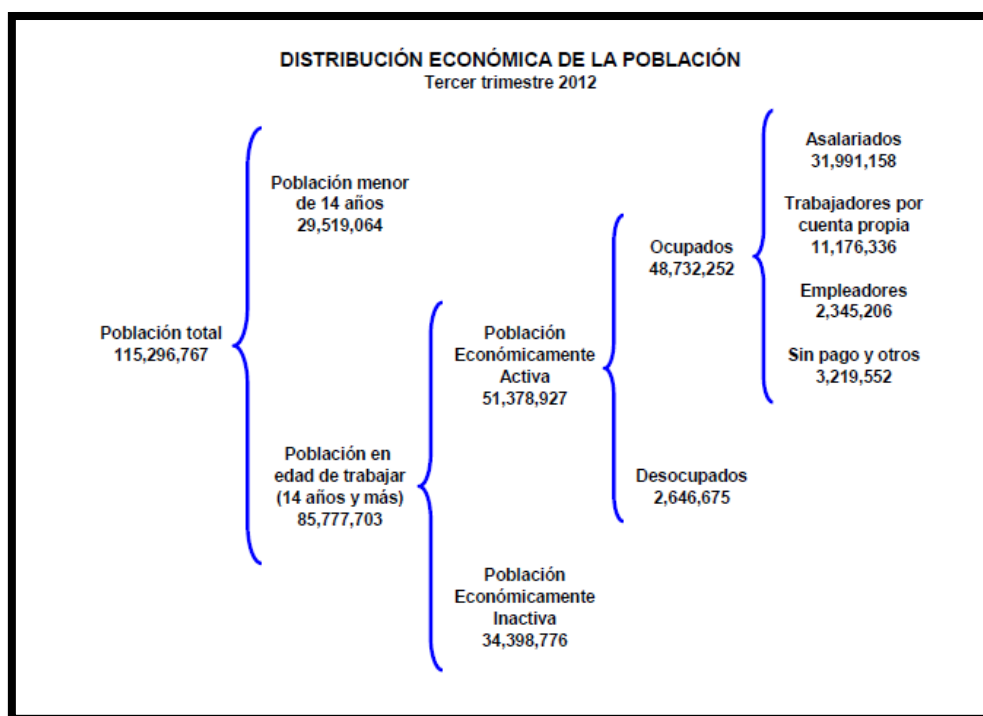 DISTRIBUCIÓN ECONÓMICA DE LA POBLACIÓN
Tercer trimestre 2012
Población total
115,296,767
Población menor
de 14 años
29,519,064
Población en
edad de trabajar
(14 años y más)
85,777,703
Población
Económicamente
Activa
51,378,927
Población
Económicamente
Inactiva
34,398,776
Ocupados
48,732,252
Desocupados
2,646,675
Asalariados
31,991,158
Trabajadores por
cuenta propia
11,176,336
Empleadores
2,345,206
Sin pago y otros
3,219,552